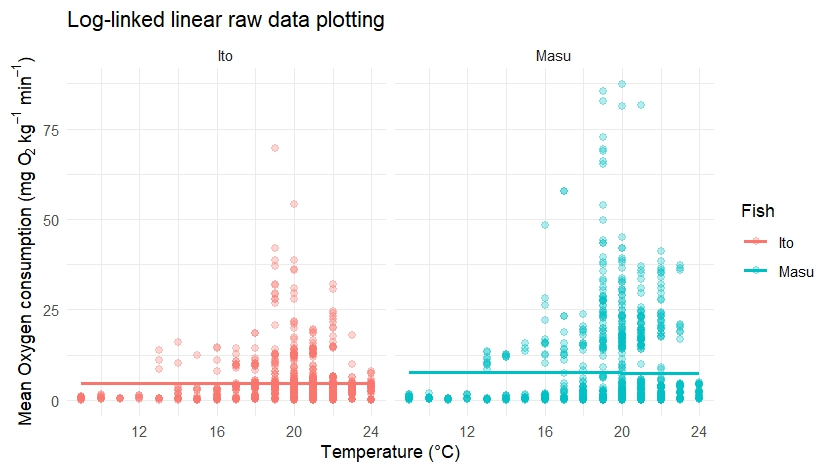 Log-linked linear raw data plotting
Ito
Masu
Mean Oxygen consumption (mg O₂ kg⁻¹ min⁻¹)
75
50
25
0
12
16
20
24
12
16
20
24
Temperature (°C)
Fish
Ito
Masu